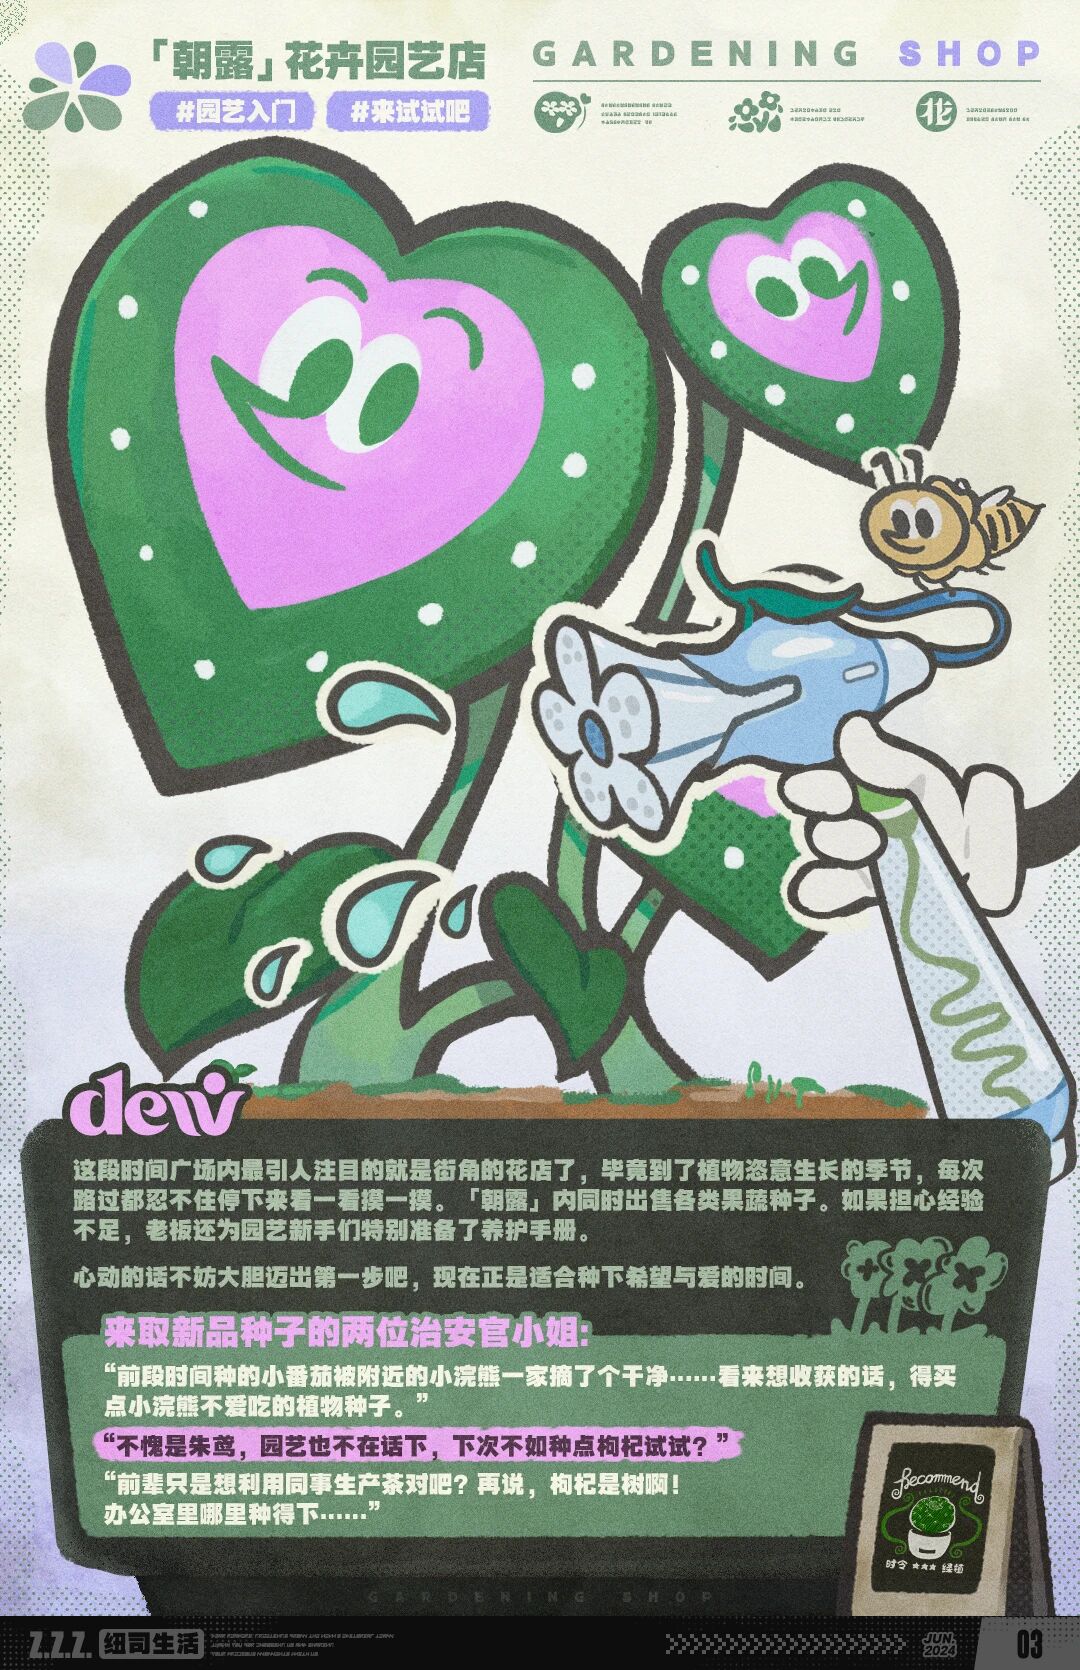 「朝露」花卉园艺店
GARDENING SHOP
#园艺入门 #来试试吧
花
dew
这段时间广场内最引人注目的就是街角的花店了，毕竟到了植物恣意生长的季节，每次
路过都忍不住停下来看一看摸一摸。「朝露」内同时出售各类果蔬种子。如果担心经验
不足，老板还为园艺新手们特别准备了养护手册。
心动的话不妨大胆迈出第一步吧，现在正是适合种下希望与爱的时间。
来取新品种子的两位治安官小姐:
“前段时间种的小番茄被附近的小浣熊一家摘了个干净……看来想收获的话，得买
点小浣熊不爱吃的植物种子。”
“不愧是朱鸢，园艺也不在话下，下次不如种点枸杞试试？”
“前辈只是想利用同事生产茶对吧？再说，枸杞是树啊！
办公室里哪里种得下……”
Recommend
时令 ★★★ 绿植
GARDENING SHOP
Z.Z.Z. 纽司生活
JUN. 2024
03